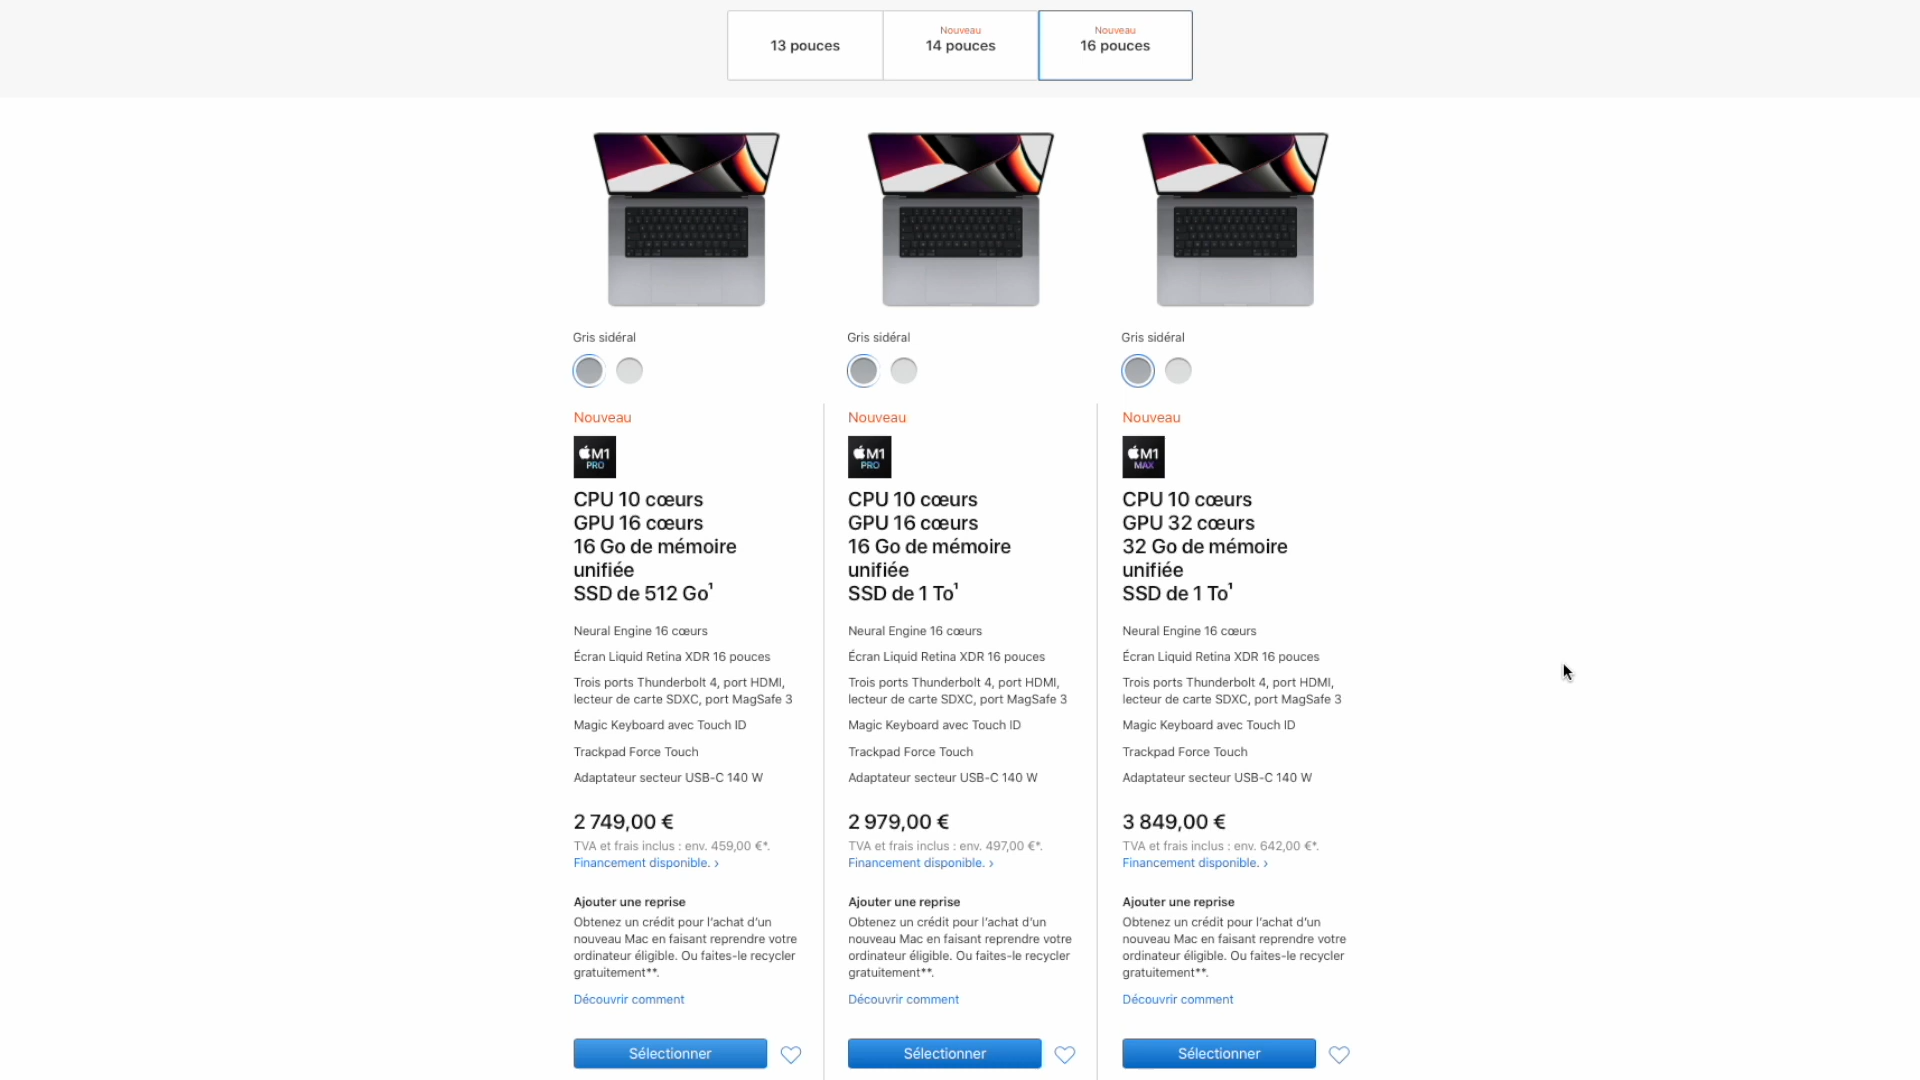 13 pouces
Nouveau
14 pouces
Nouveau
16 pouces
Gris sidéral
Nouveau
M1
PRO
CPU 10 cœurs
GPU 16 cœurs
16 Go de mémoire
unifiée
SSD de 512 Go¹
Neural Engine 16 cœurs
Écran Liquid Retina XDR 16 pouces
Trois ports Thunderbolt 4, port HDMI,
lecteur de carte SDXC, port MagSafe 3
Magic Keyboard avec Touch ID
Trackpad Force Touch
Adaptateur secteur USB-C 140 W
2 749,00 €
TVA et frais inclus : env. 459,00 €*.
Financement disponible. ›
Ajouter une reprise
Obtenez un crédit pour l’achat d’un
nouveau Mac en faisant reprendre votre
ordinateur éligible. Ou faites-le recycler
gratuitement**.
Découvrir comment
Sélectionner
Gris sidéral
Nouveau
M1
PRO
CPU 10 cœurs
GPU 16 cœurs
16 Go de mémoire
unifiée
SSD de 1 To¹
Neural Engine 16 cœurs
Écran Liquid Retina XDR 16 pouces
Trois ports Thunderbolt 4, port HDMI,
lecteur de carte SDXC, port MagSafe 3
Magic Keyboard avec Touch ID
Trackpad Force Touch
Adaptateur secteur USB-C 140 W
2 979,00 €
TVA et frais inclus : env. 497,00 €*.
Financement disponible. ›
Ajouter une reprise
Obtenez un crédit pour l’achat d’un
nouveau Mac en faisant reprendre votre
ordinateur éligible. Ou faites-le recycler
gratuitement**.
Découvrir comment
Sélectionner
Gris sidéral
Nouveau
M1
MAX
CPU 10 cœurs
GPU 32 cœurs
32 Go de mémoire
unifiée
SSD de 1 To¹
Neural Engine 16 cœurs
Écran Liquid Retina XDR 16 pouces
Trois ports Thunderbolt 4, port HDMI,
lecteur de carte SDXC, port MagSafe 3
Magic Keyboard avec Touch ID
Trackpad Force Touch
Adaptateur secteur USB-C 140 W
3 849,00 €
TVA et frais inclus : env. 642,00 €*.
Financement disponible. ›
Ajouter une reprise
Obtenez un crédit pour l’achat d’un
nouveau Mac en faisant reprendre votre
ordinateur éligible. Ou faites-le recycler
gratuitement**.
Découvrir comment
Sélectionner